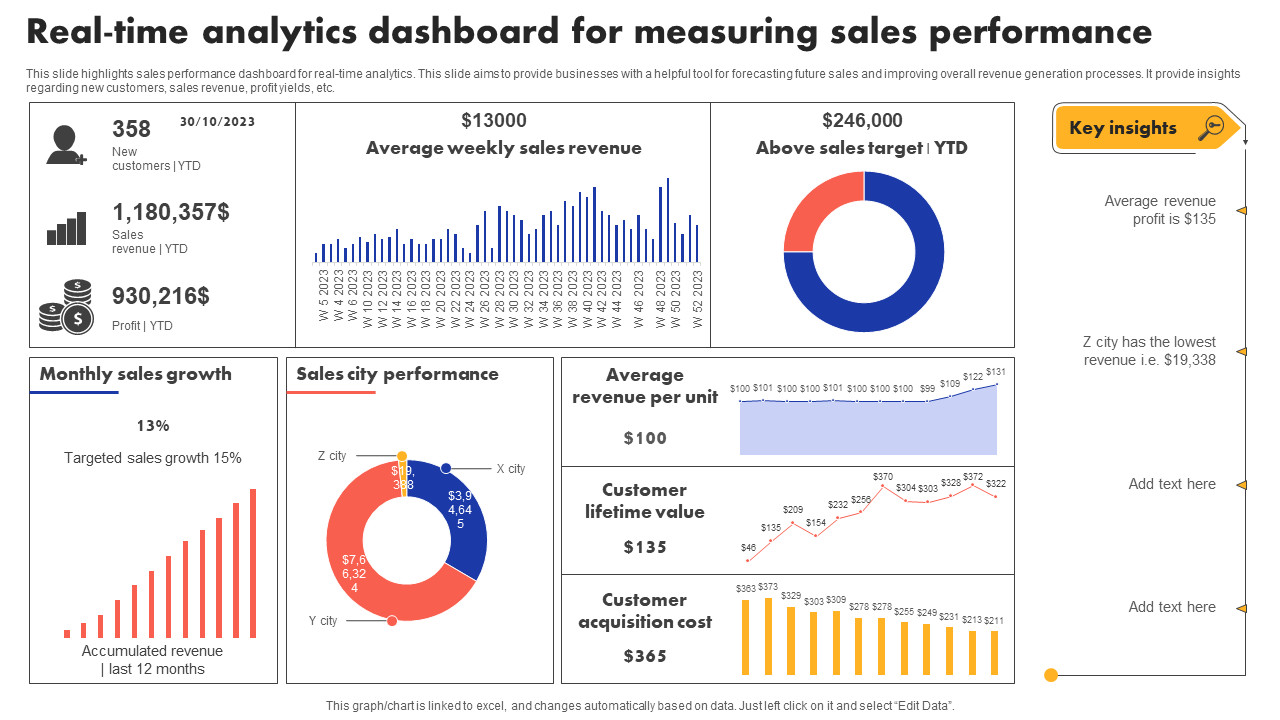 Real-time analytics dashboard for measuring sales performance
This slide highlights sales performance dashboard for real-time analytics. This slide aims to provide businesses with a helpful tool for forecasting future sales and improving overall revenue generation processes. It provide insights
regarding new customers, sales revenue, profit yields, etc.
358
30/10/2023
New
customers | YTD
1,180,357$
Sales
revenue | YTD
930,216$
Profit | YTD
$13000
Average weekly sales revenue
W 5 2023
W 4 2023
W 6 2023
W 10 2023
W 12 2023
W 14 2023
W 16 2023
W 18 2023
W 20 2023
W 22 2023
W 24 2023
W 26 2023
W 28 2023
W 30 2023
W 32 2023
W 34 2023
W 36 2023
W 38 2023
W 40 2023
W 42 2023
W 44 2023
W 46 2023
W 48 2023
W 50 2023
W 52 2023
$246,000
Above sales target | YTD
Key insights
Average revenue
profit is $135
Z city has the lowest
revenue i.e. $19,338
Add text here
Add text here
Monthly sales growth
13%
Targeted sales growth 15%
Accumulated revenue
| last 12 months
Sales city performance
Z city
X city
$19,
388
$3,9
4,64
5
$7,6
6,32
4
Y city
Average
revenue per unit
$100
$100 $101 $100 $100 $101 $100 $100 $100 $99 $109 $122 $131
Customer
lifetime value
$135
$46 $135 $209 $154 $232 $256 $370 $304 $303 $328 $372 $322
Customer
acquisition cost
$365
$363 $373 $329 $303 $309 $278 $278 $255 $249 $231 $213 $211
This graph/chart is linked to excel, and changes automatically based on data. Just left click on it and select “Edit Data”.